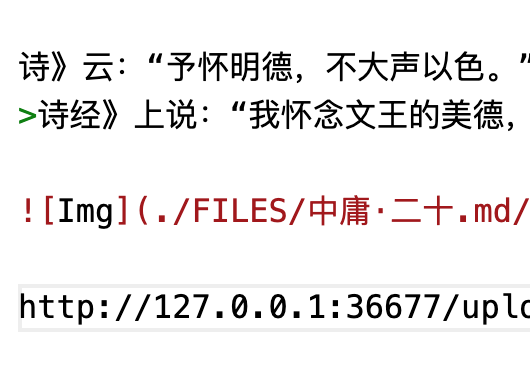 诗》云：“予怀明德，不大声以色。”
>诗经》上说：“我怀念文王的美德，
![Img](./FILES/中庸·二十.md/
http://127.0.0.1:36677/uplo